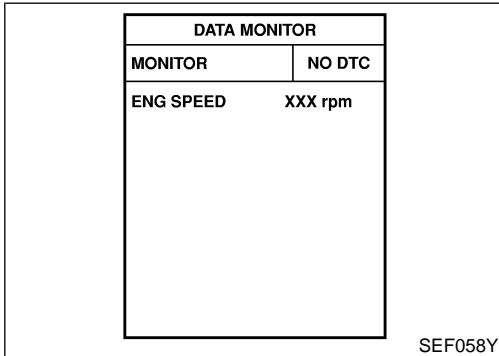 DATA MONITOR
MONITOR NO DTC
ENG SPEED XXX rpm
SEF058Y